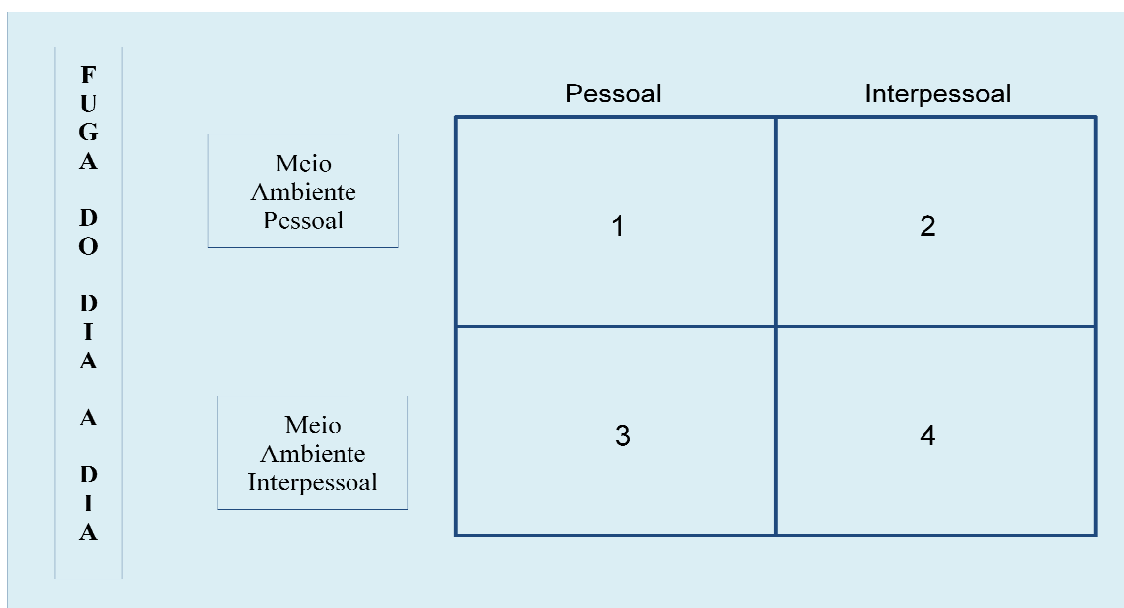 F
U
G
A
D
O
D
I
A
A
D
I
A
Pessoal
Interpessoal
Meio
Ambiente
Pessoal
1
2
Meio
Ambiente
Interpessoal
3
4